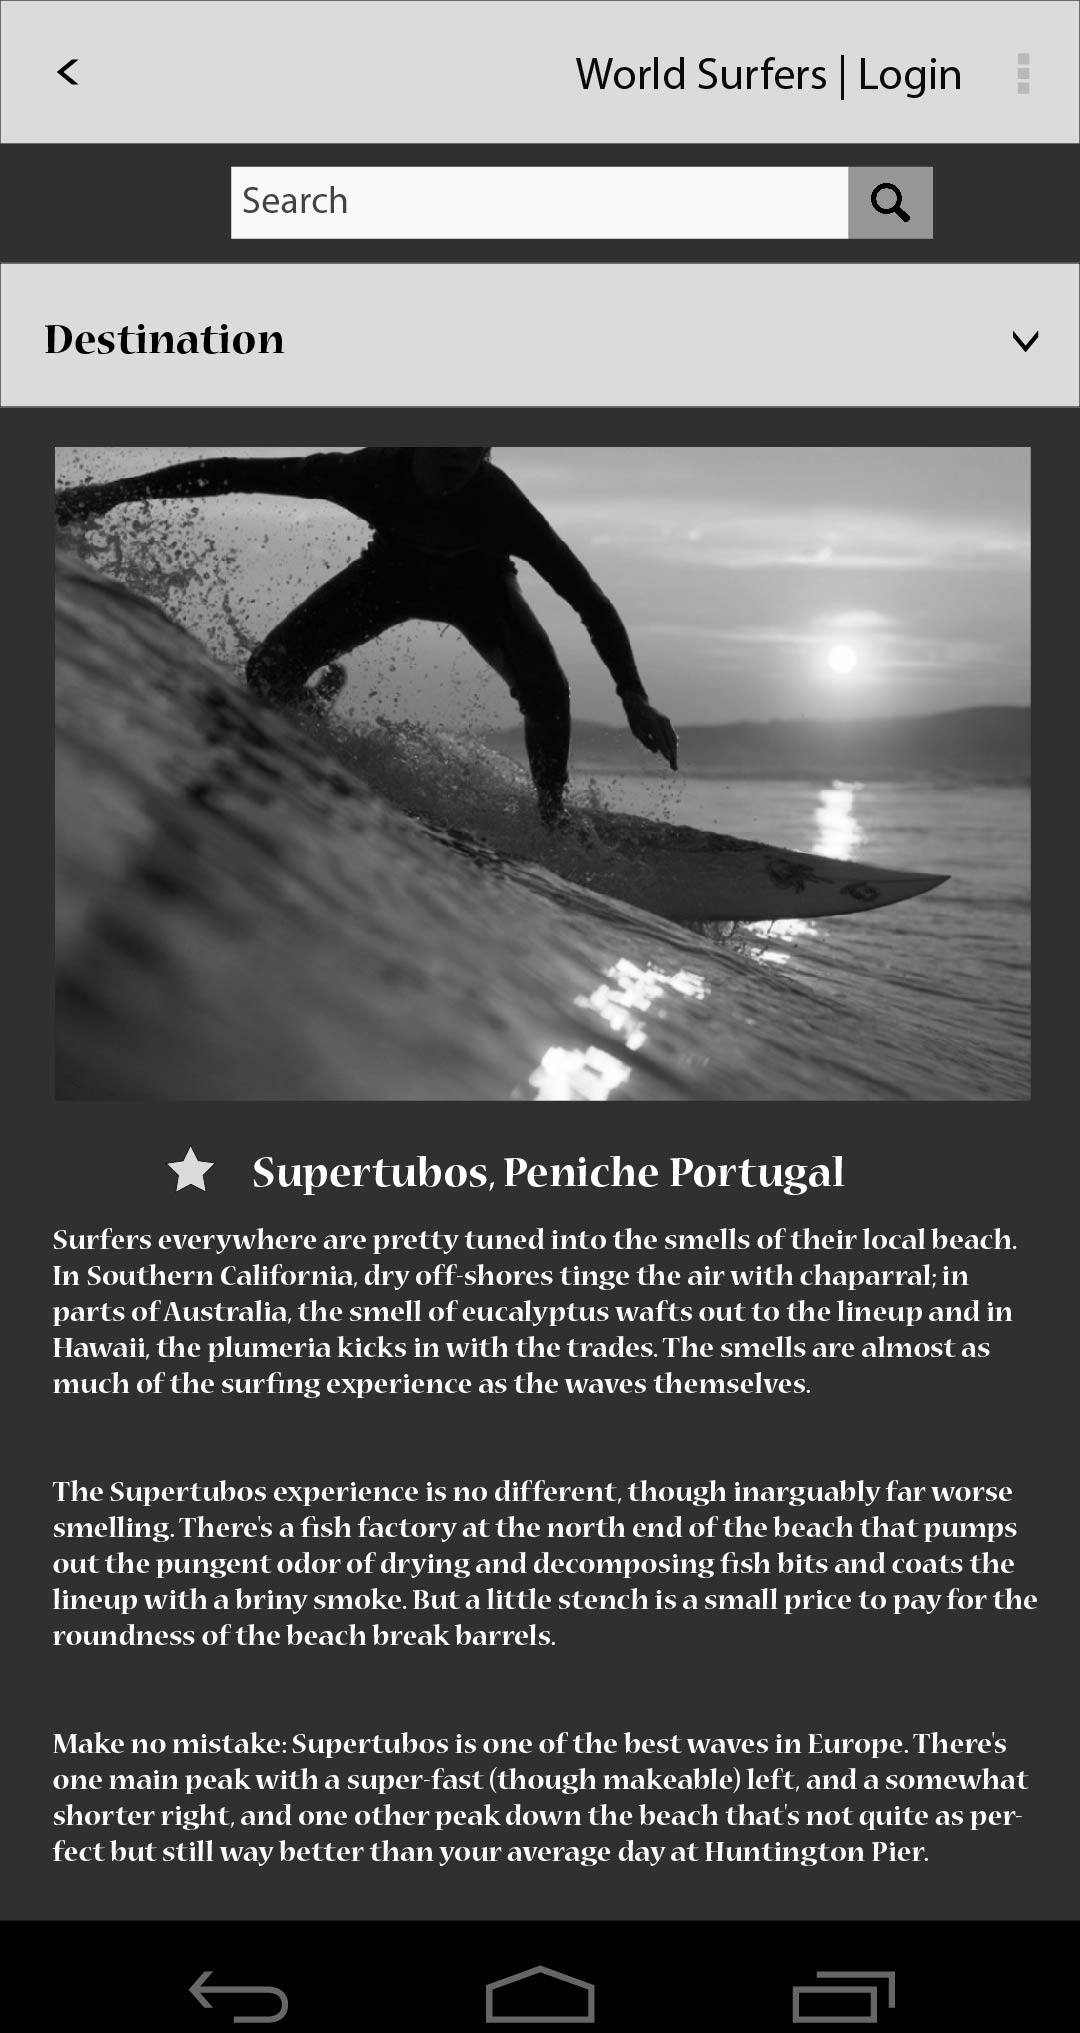 World Surfers | Login
Search
Destination
Supertubos, Peniche Portugal
Surfers everywhere are pretty tuned into the smells of their local beach.
In Southern California, dry off-shores tinge the air with chaparral; in
parts of Australia, the smell of eucalyptus wafts out to the lineup and in
Hawaii, the plumeria kicks in with the trades. The smells are almost as
much of the surfing experience as the waves themselves.
The Supertubos experience is no different, though inarguably far worse
smelling. There's a fish factory at the north end of the beach that pumps
out the pungent odor of drying and decomposing fish bits and coats the
lineup with a briny smoke. But a little stench is a small price to pay for the
roundness of the beach break barrels.
Make no mistake: Supertubos is one of the best waves in Europe. There's
one main peak with a super-fast (though makeable) left, and a somewhat
shorter right, and one other peak down the beach that's not quite as per-
fect but still way better than your average day at Huntington Pier.